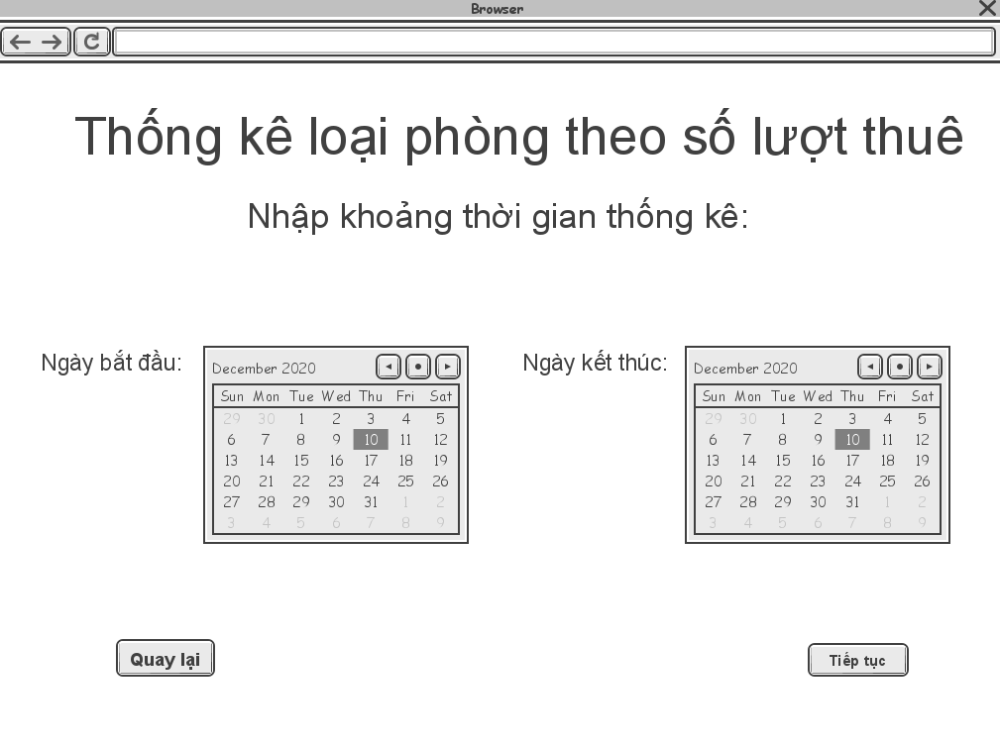 Browser
Thống kê loại phòng theo số lượt thuê
Nhập khoảng thời gian thống kê:
Ngày bắt đầu:
December 2020
Sun Mon Tue Wed Thu Fri Sat
29 30 1 2 3 4 5
6 7 8 9 10 11 12
13 14 15 16 17 18 19
20 21 22 23 24 25 26
27 28 29 30 31 1 2
3 4 5 6 7 8 9
Ngày kết thúc:
December 2020
Sun Mon Tue Wed Thu Fri Sat
29 30 1 2 3 4 5
6 7 8 9 10 11 12
13 14 15 16 17 18 19
20 21 22 23 24 25 26
27 28 29 30 31 1 2
3 4 5 6 7 8 9
Quay lại
Tiếp tục